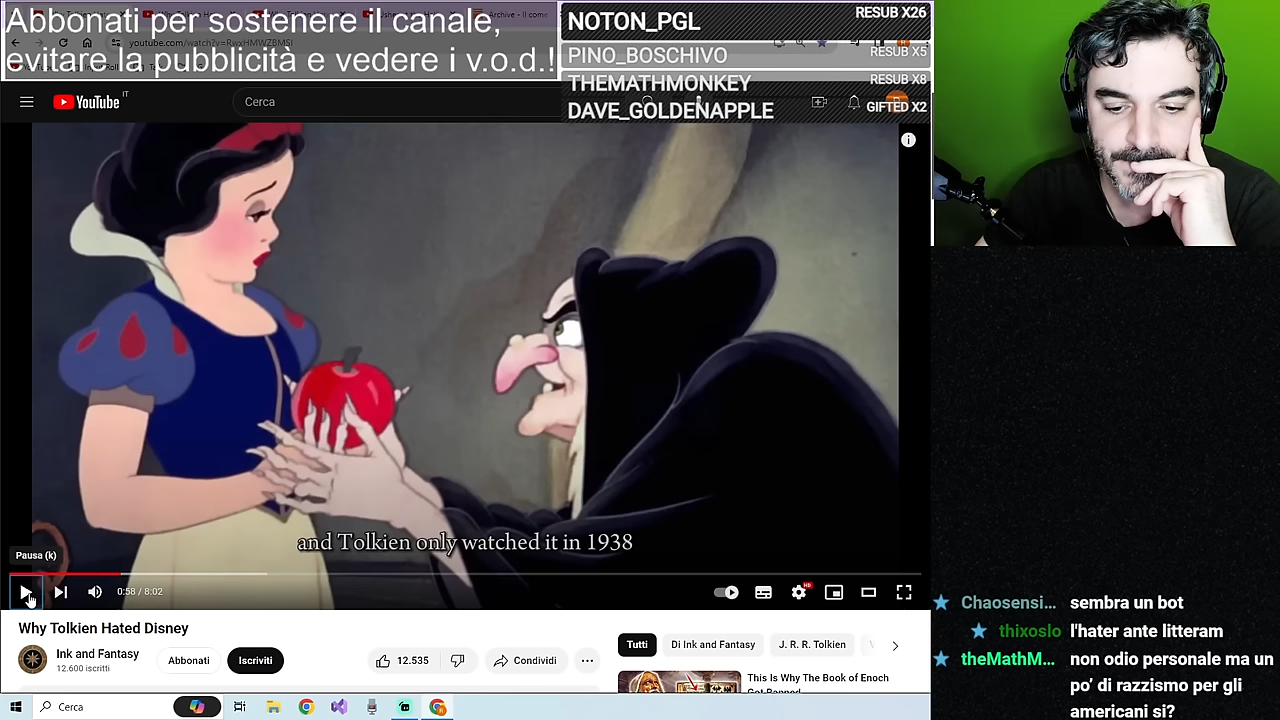 Abbonati per sostenere il canale,
evitare la pubblicità e vedere i v.o.d.!
NOTON_PGL RESUB X26
PINO_BOSCHIVO RESUB X5
THEMATHMONKEY RESUB X8
DAVE_GOLDENAPPLE GIFTED X2
YouTube IT
Cerca
and Tolkien only watched it in 1938
Pausa (k)
0:58 / 8:02
HD
Why Tolkien Hated Disney
Ink and Fantasy
12.600 iscritti
Abbonati
Iscriviti
12.535
Condividi
Tutti
Di Ink and Fantasy
J. R. R. Tolkien
This Is Why The Book of Enoch
Got Banned
Chaosensi... sembra un bot
thixoslo l'hater ante litteram
theMathM... non odio personale ma un
po' di razzismo per gli
americani si?
Cerca